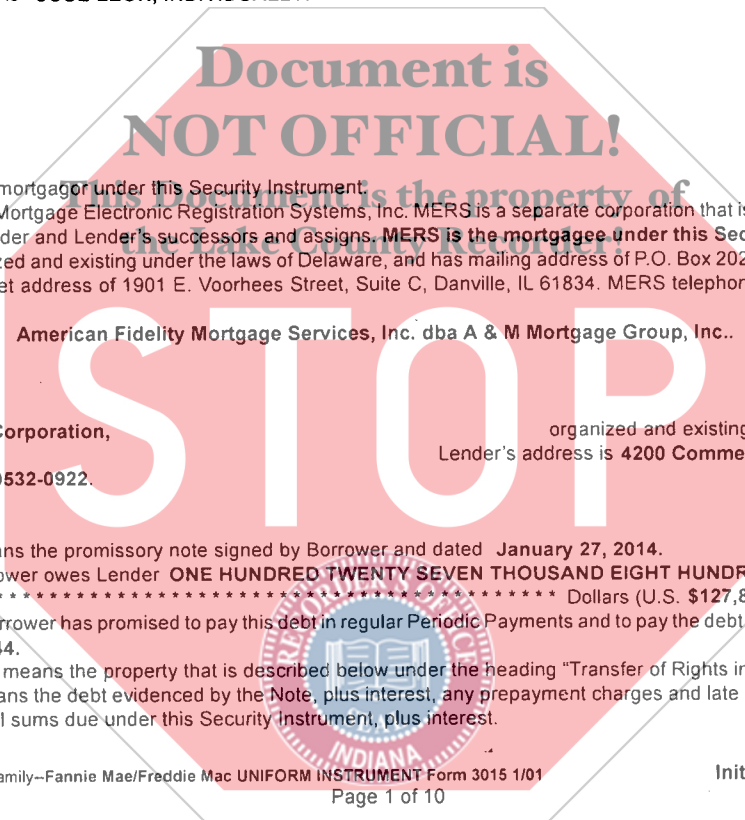 Document is
NOT OFFICIAL!
This Document is the property of
the Lake County Recorder!
mortgagor under this Security Instrument.
Mortgage Electronic Registration Systems, Inc. MERS is a separate corporation that is
der and Lender's successors and assigns. MERS is the mortgagee under this Sec
zed and existing under the laws of Delaware, and has mailing address of P.O. Box 202
et address of 1901 E. Voorhees Street, Suite C, Danville, IL 61834. MERS telephon
American Fidelity Mortgage Services, Inc. dba A & M Mortgage Group, Inc..
STOP
Corporation,
organized and existing
Lender's address is 4200 Comme
0532-0922.
ans the promissory note signed by Borrower and dated January 27, 2014.
ower owes Lender ONE HUNDRED TWENTY SEVEN THOUSAND EIGHT HUNDR
* * * * * * * * * * * * * * * * * * * * * * * * * * * * * * * * * * * * * * * * * * Dollars (U.S. $127,8
rrower has promised to pay this debt in regular Periodic Payments and to pay the debt
44.
means the property that is described below under the heading “Transfer of Rights in
ans the debt evidenced by the Note, plus interest, any prepayment charges and late
l sums due under this Security Instrument, plus interest.
INDIANA
amily--Fannie Mae/Freddie Mac UNIFORM INSTRUMENT Form 3015 1/01
Init
Page 1 of 10